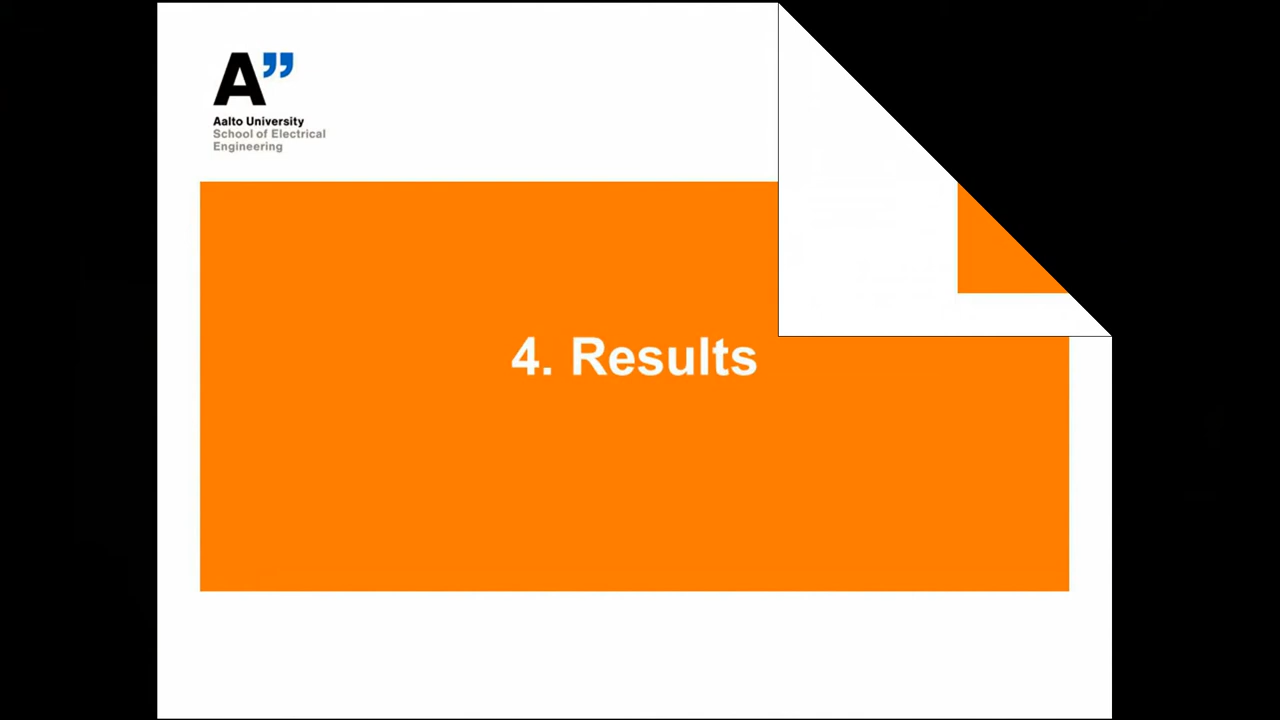 A”
Aalto University
School of Electrical
Engineering
4. Results